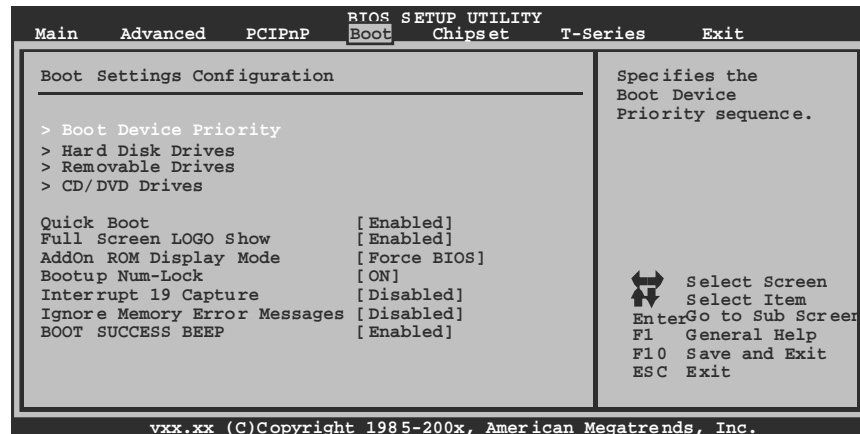 BIOS SETUP UTILITY
Main Advanced PCIPnP Boot Chipset T-Series Exit
Boot Settings Configuration
> Boot Device Priority
> Hard Disk Drives
> Removable Drives
> CD/DVD Drives
Quick Boot [Enabled]
Full Screen LOGO Show [Enabled]
AddOn ROM Display Mode [Force BIOS]
Bootup Num-Lock [ON]
Interrupt 19 Capture [Disabled]
Ignore Memory Error Messages [Disabled]
BOOT SUCCESS BEEP [Enabled]
Specifies the
Boot Device
Priority sequence.
Select Screen
Select Item
Enter Go to Sub Screen
F1 General Help
F10 Save and Exit
ESC Exit
vxx.xx (C)Copyright 1985-200x, American Megatrends, Inc.